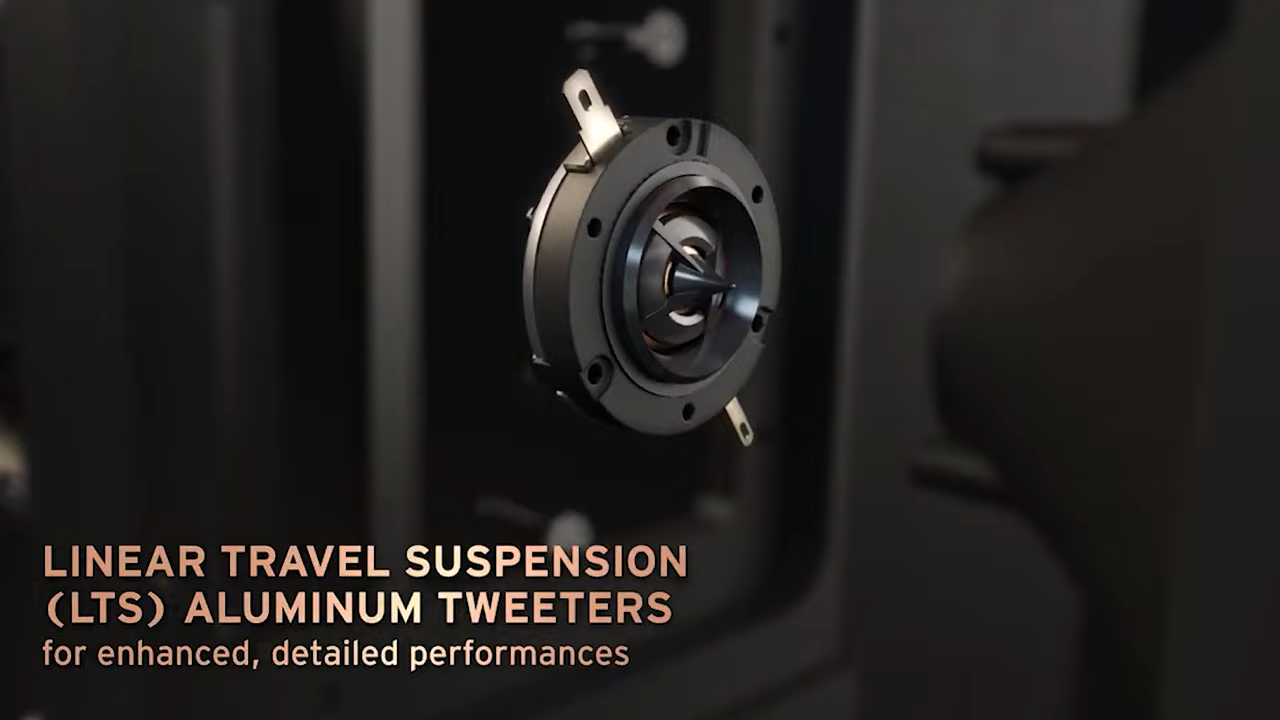 LINEAR TRAVEL SUSPENSION
(LTS) ALUMINUM TWEETERS
for enhanced, detailed performances